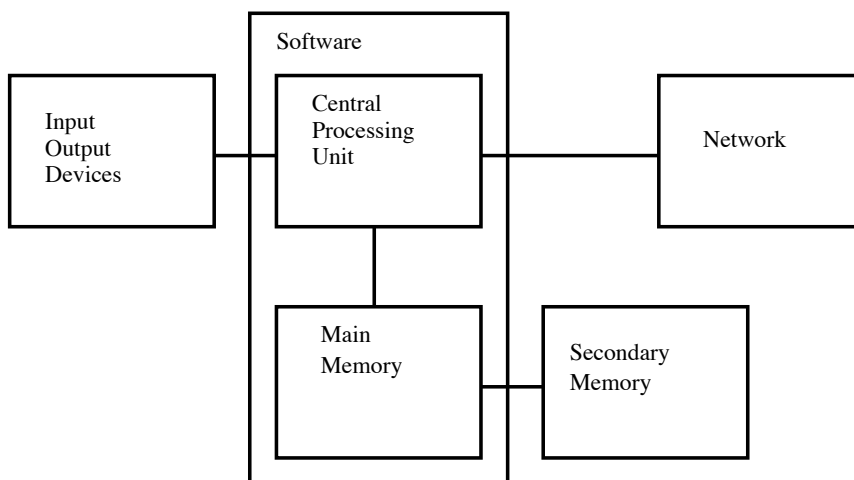 Software
Input
Output
Devices
Central
Processing
Unit
Network
Main
Memory
Secondary
Memory